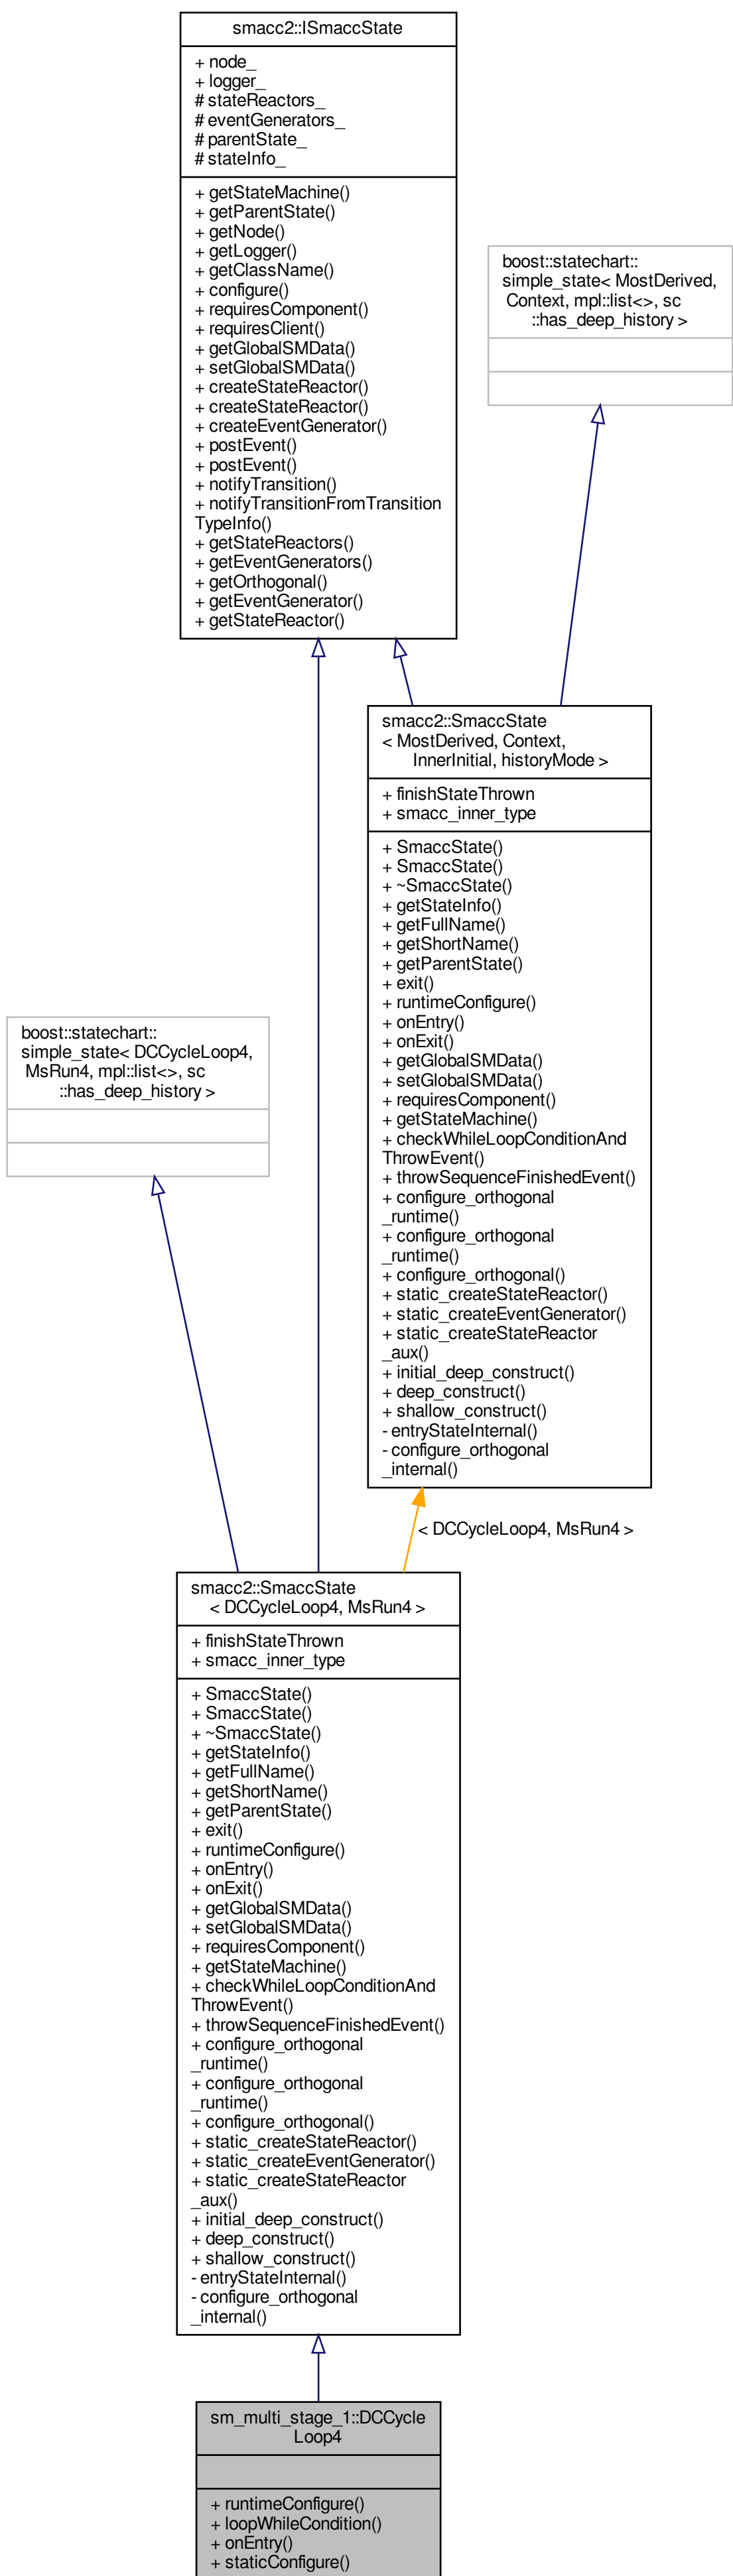 smacc2::ISmaccState
+ node_
+ logger_
# stateReactors_
# eventGenerators_
# parentState_
# stateInfo_
+ getStateMachine()
+ getParentState()
+ getNode()
+ getLogger()
+ getClassName()
+ configure()
+ requiresComponent()
+ requiresClient()
+ getGlobalSMData()
+ setGlobalSMData()
+ createStateReactor()
+ createStateReactor()
+ createEventGenerator()
+ postEvent()
+ postEvent()
+ notifyTransition()
+ notifyTransitionFromTransition
TypeInfo()
+ getStateReactors()
+ getEventGenerators()
+ getOrthogonal()
+ getEventGenerator()
+ getStateReactor()
boost::statechart::
simple_state< MostDerived,
Context, mpl::list<>, sc
::has_deep_history >
smacc2::SmaccState
< MostDerived, Context,
InnerInitial, historyMode >
+ finishStateThrown
+ smacc_inner_type
+ SmaccState()
+ SmaccState()
+ ~SmaccState()
+ getStateInfo()
+ getFullName()
+ getShortName()
+ getParentState()
+ exit()
+ runtimeConfigure()
+ onEntry()
+ onExit()
+ getGlobalSMData()
+ setGlobalSMData()
+ requiresComponent()
+ getStateMachine()
+ checkWhileLoopConditionAnd
ThrowEvent()
+ throwSequenceFinishedEvent()
+ configure_orthogonal
_runtime()
+ configure_orthogonal
_runtime()
+ configure_orthogonal()
+ static_createStateReactor()
+ static_createEventGenerator()
+ static_createStateReactor
_aux()
+ initial_deep_construct()
+ deep_construct()
+ shallow_construct()
- entryStateInternal()
- configure_orthogonal
_internal()
boost::statechart::
simple_state< DCCycleLoop4,
MsRun4, mpl::list<>, sc
::has_deep_history >
< DCCycleLoop4, MsRun4 >
smacc2::SmaccState
< DCCycleLoop4, MsRun4 >
+ finishStateThrown
+ smacc_inner_type
+ SmaccState()
+ SmaccState()
+ ~SmaccState()
+ getStateInfo()
+ getFullName()
+ getShortName()
+ getParentState()
+ exit()
+ runtimeConfigure()
+ onEntry()
+ onExit()
+ getGlobalSMData()
+ setGlobalSMData()
+ requiresComponent()
+ getStateMachine()
+ checkWhileLoopConditionAnd
ThrowEvent()
+ throwSequenceFinishedEvent()
+ configure_orthogonal
_runtime()
+ configure_orthogonal
_runtime()
+ configure_orthogonal()
+ static_createStateReactor()
+ static_createEventGenerator()
+ static_createStateReactor
_aux()
+ initial_deep_construct()
+ deep_construct()
+ shallow_construct()
- entryStateInternal()
- configure_orthogonal
_internal()
sm_multi_stage_1::DCCycle
Loop4
+ runtimeConfigure()
+ loopWhileCondition()
+ onEntry()
+ staticConfigure()